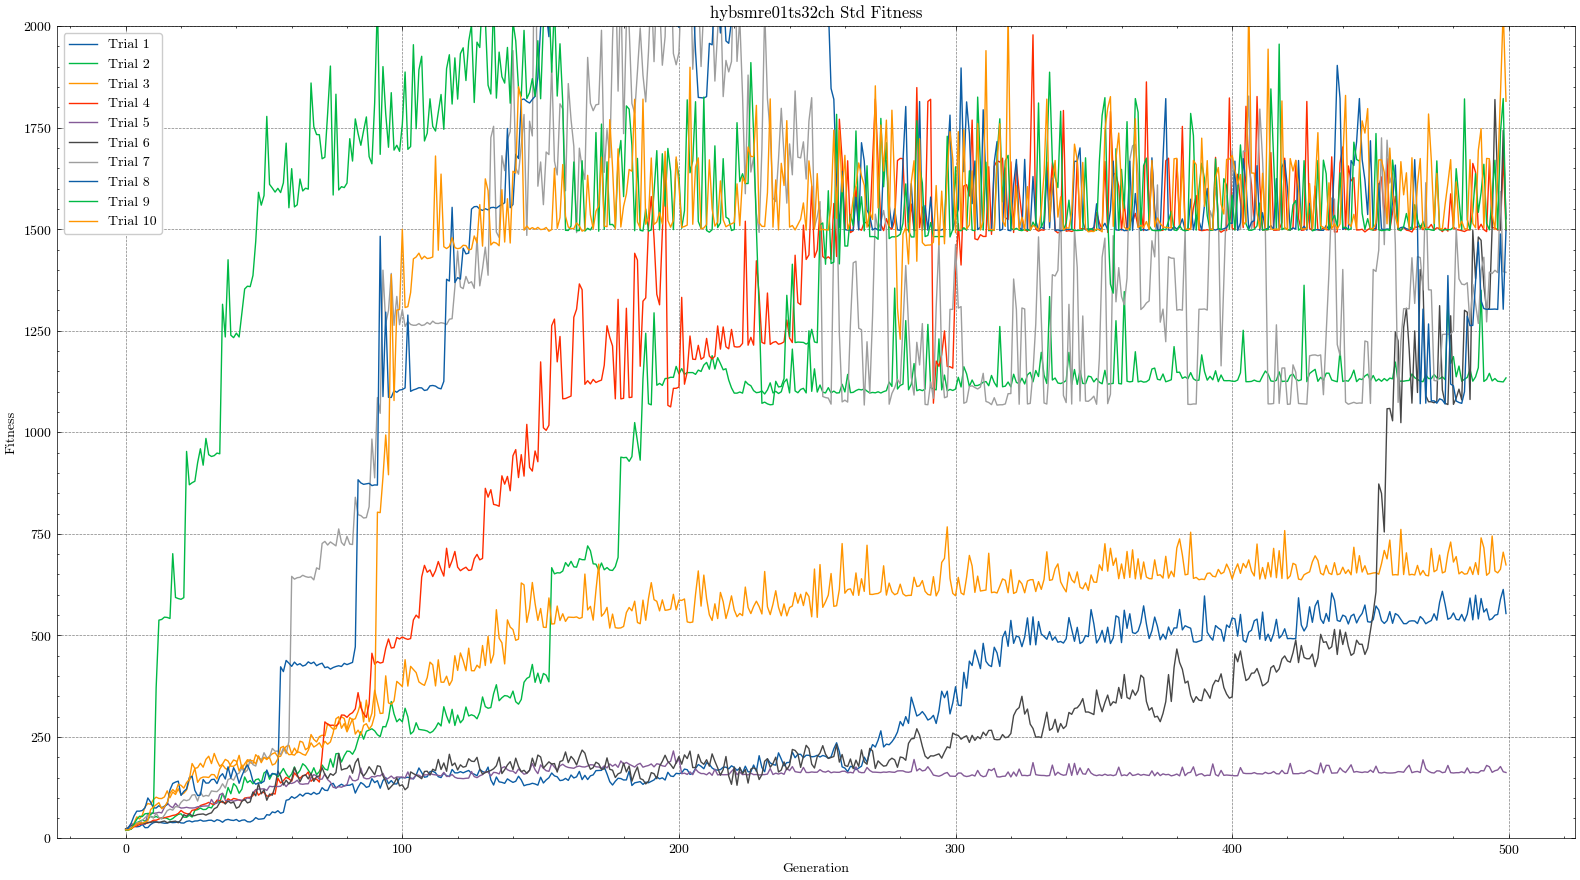 hybsmre01ts32ch Std Fitness
2000
1750
1500
1250
1000
750
500
250
0
Fitness
Trial 1
Trial 2
Trial 3
Trial 4
Trial 5
Trial 6
Trial 7
Trial 8
Trial 9
Trial 10
0
100
200
300
400
500
Generation